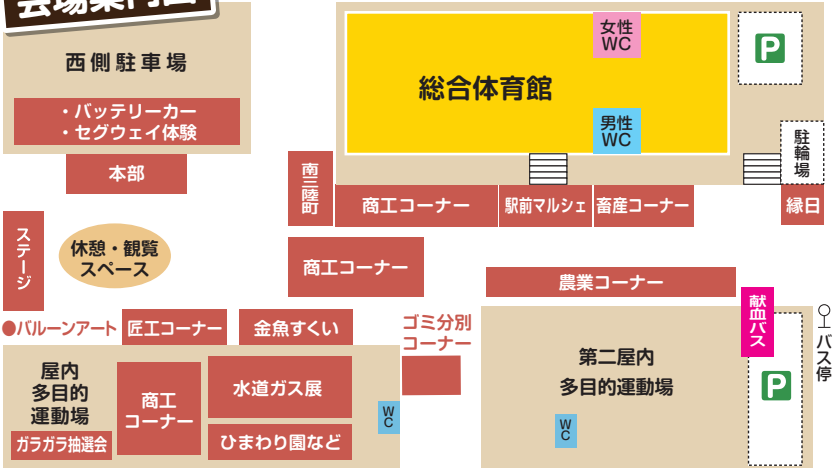 会場案内図
西側駐車場
・バッテリーカー
・セグウェイ体験
本部
ステージ
休憩・観覧
スペース
総合体育館
女性
WC
男性
WC
P
駐輪場
南三陸町
商工コーナー
駅前マルシェ
畜産コーナー
縁日
商工コーナー
農業コーナー
献血バス
バス停
●バルーンアート
匠工コーナー
金魚すくい
ゴミ分別
コーナー
屋内
多目的
運動場
ガラガラ抽選会
商工
コーナー
水道ガス展
ひまわり園など
WC
第二屋内
多目的運動場
WC
P